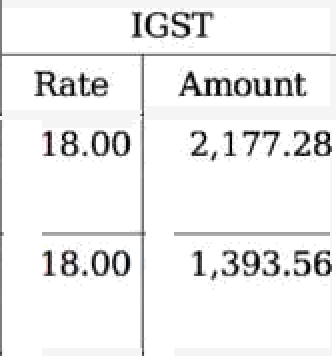 IGST
Rate Amount
18.00 2,177.28
18.00 1,393.56